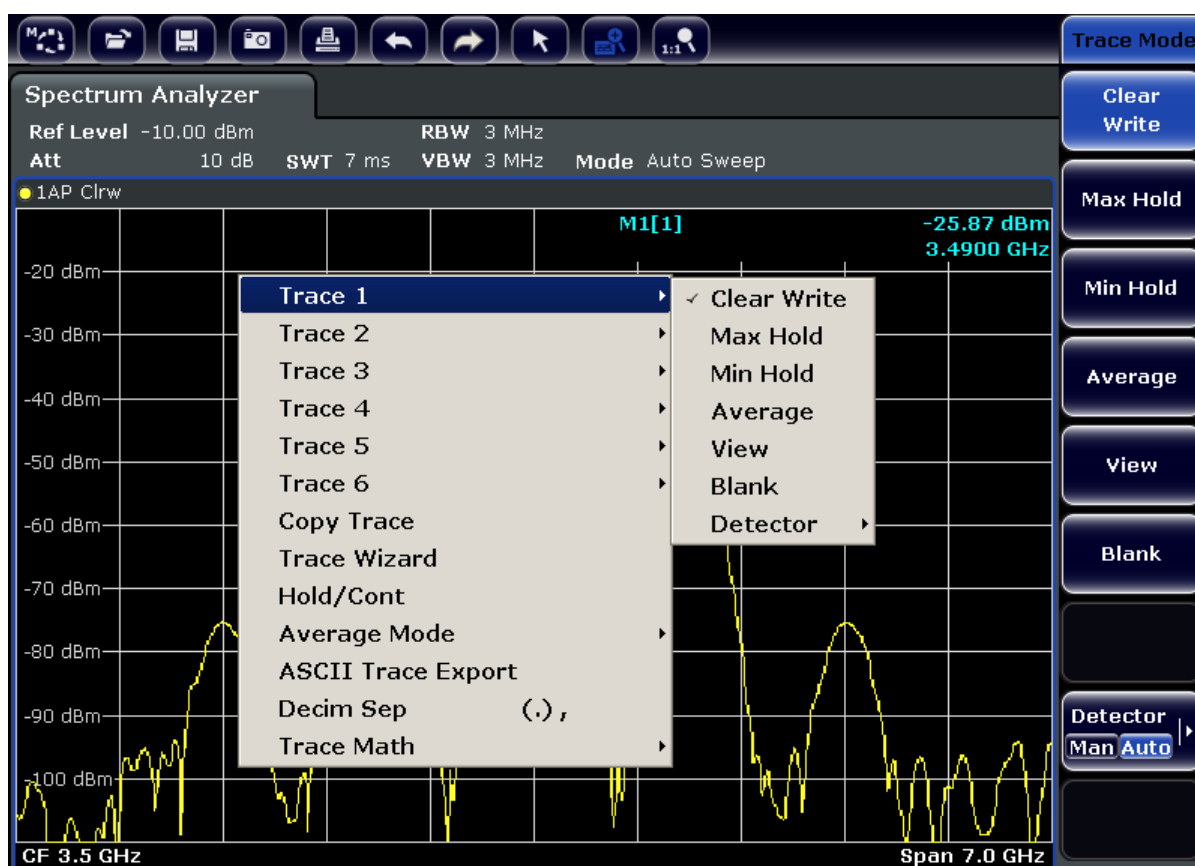 M
1:1
Trace Mode
Spectrum Analyzer
Ref Level -10.00 dBm RBW 3 MHz
Att 10 dB SWT 7 ms VBW 3 MHz Mode Auto Sweep
1AP Clrw
M1[1] -25.87 dBm
3.4900 GHz
-20 dBm
-30 dBm
-40 dBm
-50 dBm
-60 dBm
-70 dBm
-80 dBm
-90 dBm
-100 dBm
Trace 1
Trace 2
Trace 3
Trace 4
Trace 5
Trace 6
Copy Trace
Trace Wizard
Hold/Cont
Average Mode
ASCII Trace Export
Decim Sep (.) ,
Trace Math
✓ Clear Write
Max Hold
Min Hold
Average
View
Blank
Detector
CF 3.5 GHz Span 7.0 GHz
Clear
Write
Max Hold
Min Hold
Average
View
Blank
Detector
Man Auto